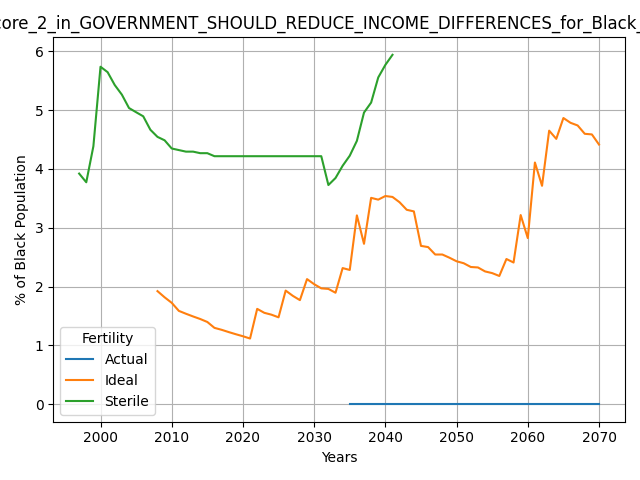 core_2_in_GOVERNMENT_SHOULD_REDUCE_INCOME_DIFFERENCES_for_Black_
% of Black Population
6
5
4
3
2
1
0
Fertility
Actual
Ideal
Sterile
2000 2010 2020 2030 2040 2050 2060 2070
Years